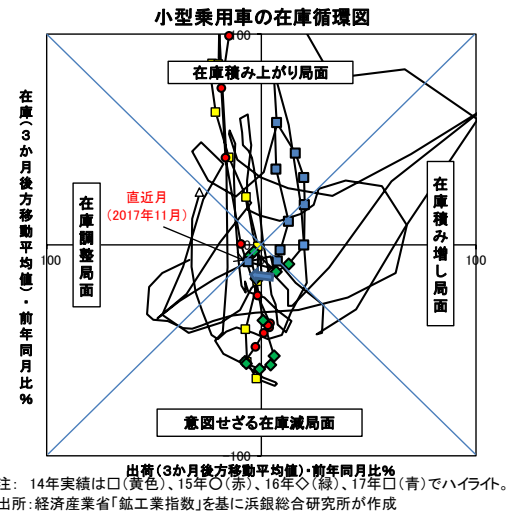 小型乗用車の在庫循環図
100
在庫積み上がり局面
在庫(３か月後方移動平均値)・前年同月比％
在庫調整局面
直近月
(2017年11月)
在庫積み増し局面
100
100
意図せざる在庫減局面
-100
出荷(３か月後方移動平均値)・前年同月比％
注: 14年実績は□(黄色)、15年○(赤)、16年◇(緑)、17年□(青)でハイライト。
出所:経済産業省「鉱工業指数」を基に浜銀総合研究所が作成